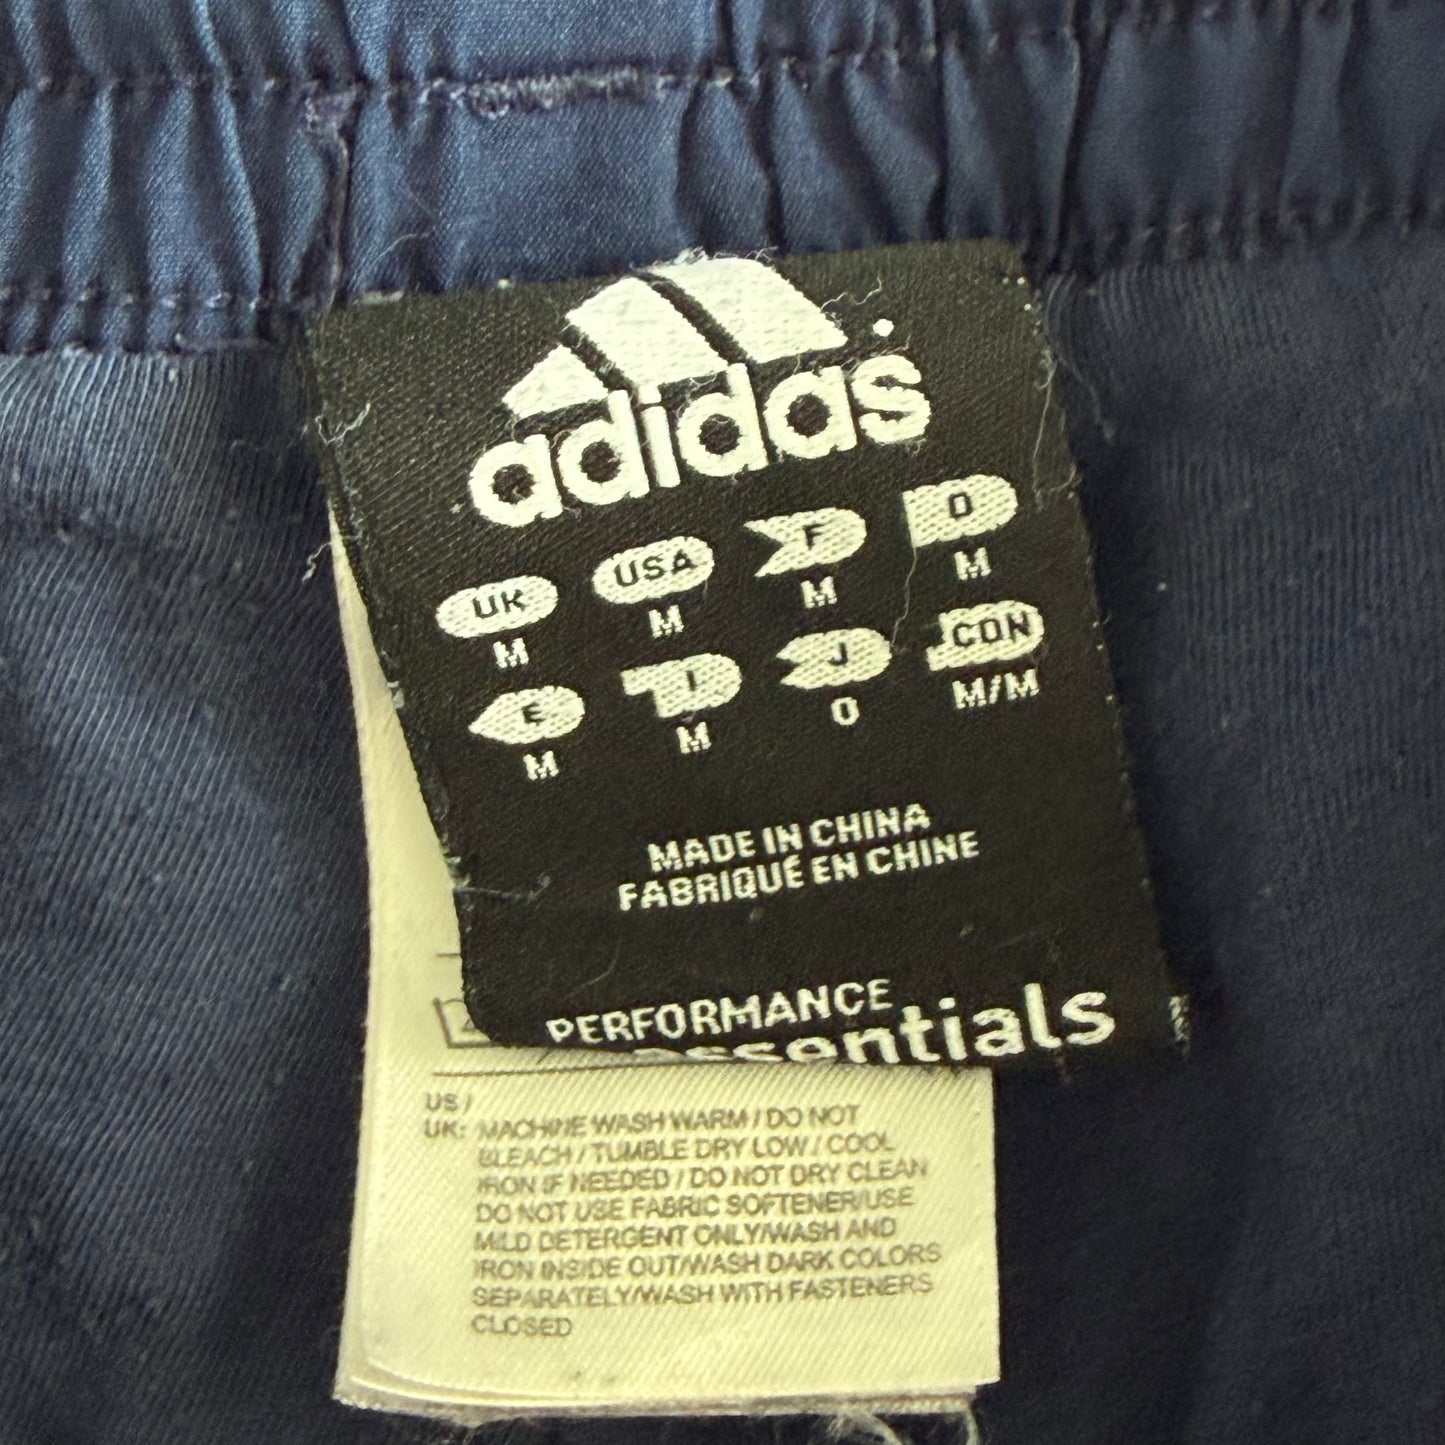 adidas
UK USA F D
M M M M
E I J CON
M M O M/M
MADE IN CHINA
FABRIQUÉ EN CHINE
PERFORMANCE
essentials
US /
UK: MACHINE WASH WARM / DO NOT
BLEACH / TUMBLE DRY LOW / COOL
IRON IF NEEDED / DO NOT DRY CLEAN
DO NOT USE FABRIC SOFTENER/USE
MILD DETERGENT ONLY/WASH AND
IRON INSIDE OUT/WASH DARK COLORS
SEPARATELY/WASH WITH FASTENERS
CLOSED